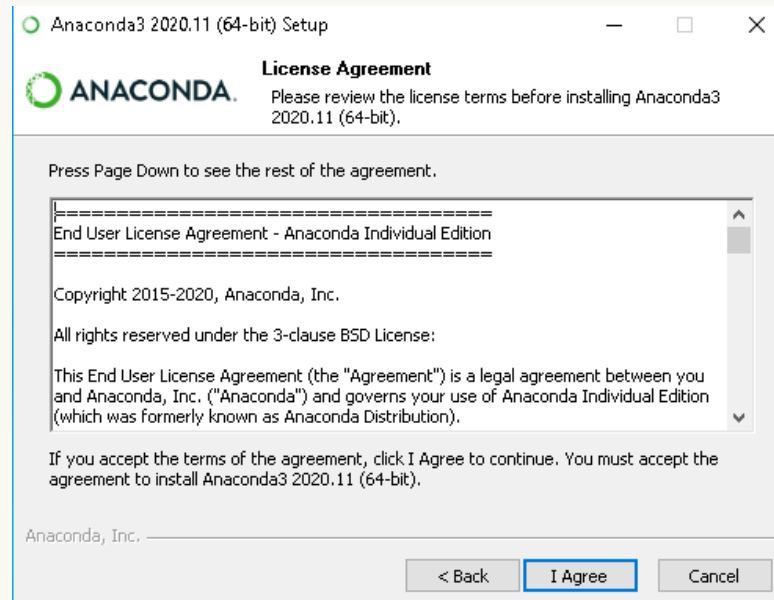 Anaconda3 2020.11 (64-bit) Setup
ANACONDA.
License Agreement
Please review the license terms before installing Anaconda3
2020.11 (64-bit).
Press Page Down to see the rest of the agreement.
===================================
End User License Agreement - Anaconda Individual Edition
===================================
Copyright 2015-2020, Anaconda, Inc.
All rights reserved under the 3-clause BSD License:
This End User License Agreement (the "Agreement") is a legal agreement between you
and Anaconda, Inc. ("Anaconda") and governs your use of Anaconda Individual Edition
(which was formerly known as Anaconda Distribution).
If you accept the terms of the agreement, click I Agree to continue. You must accept the
agreement to install Anaconda3 2020.11 (64-bit).
Anaconda, Inc.
< Back
I Agree
Cancel